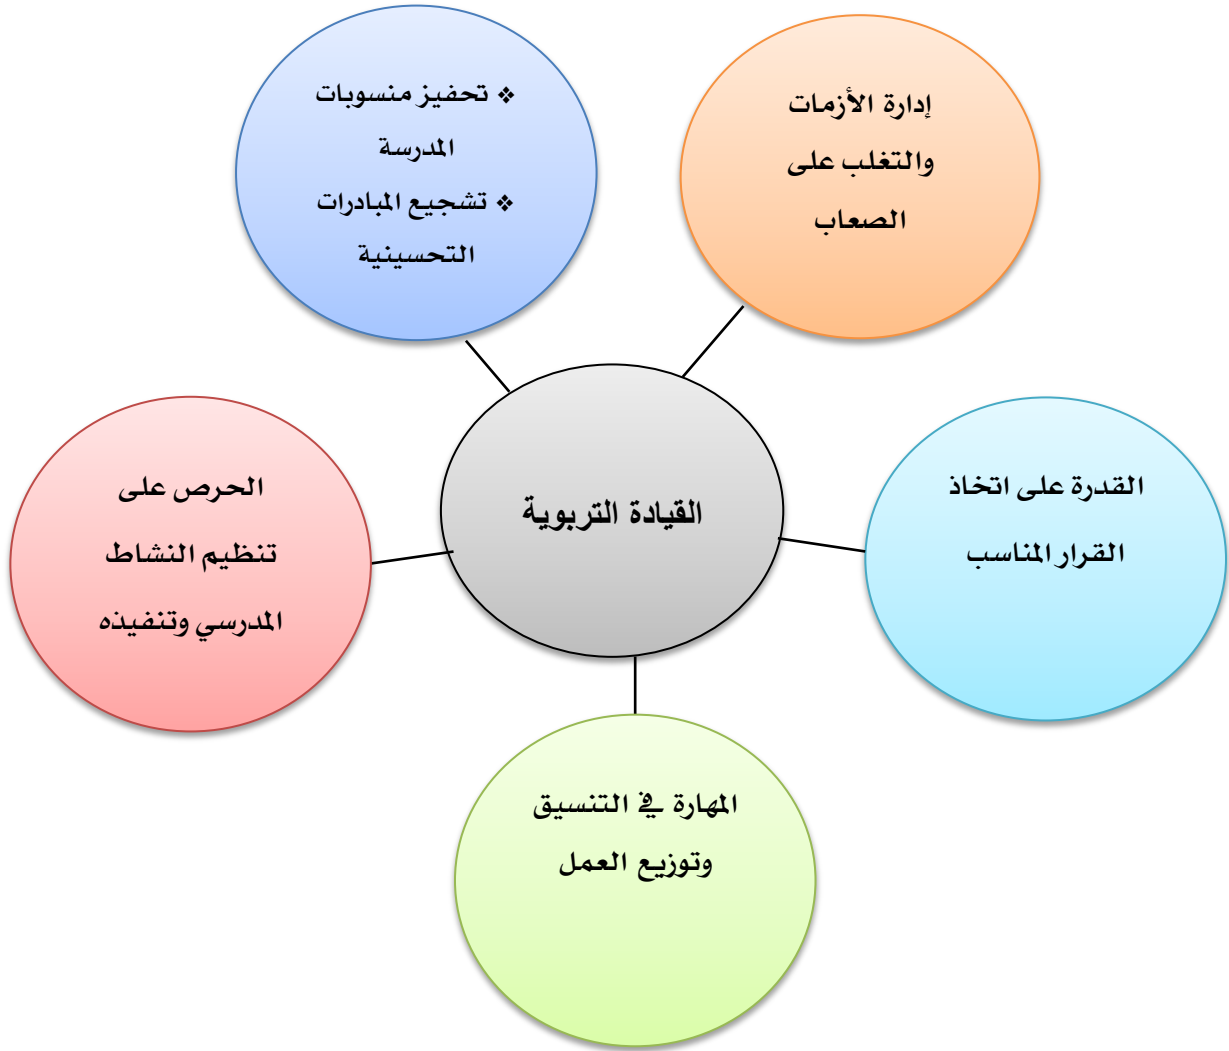 ❖ تحفيز منسوبات
المدرسة
❖ تشجيع المبادرات
التحسينية
إدارة الأزمات
والتغلب على
الصعاب
القدرة على اتخاذ
القرار المناسب
القيادة التربوية
الحرص على
تنظيم النشاط
المدرسي وتنفيذه
المهارة في التنسيق
وتوزيع العمل